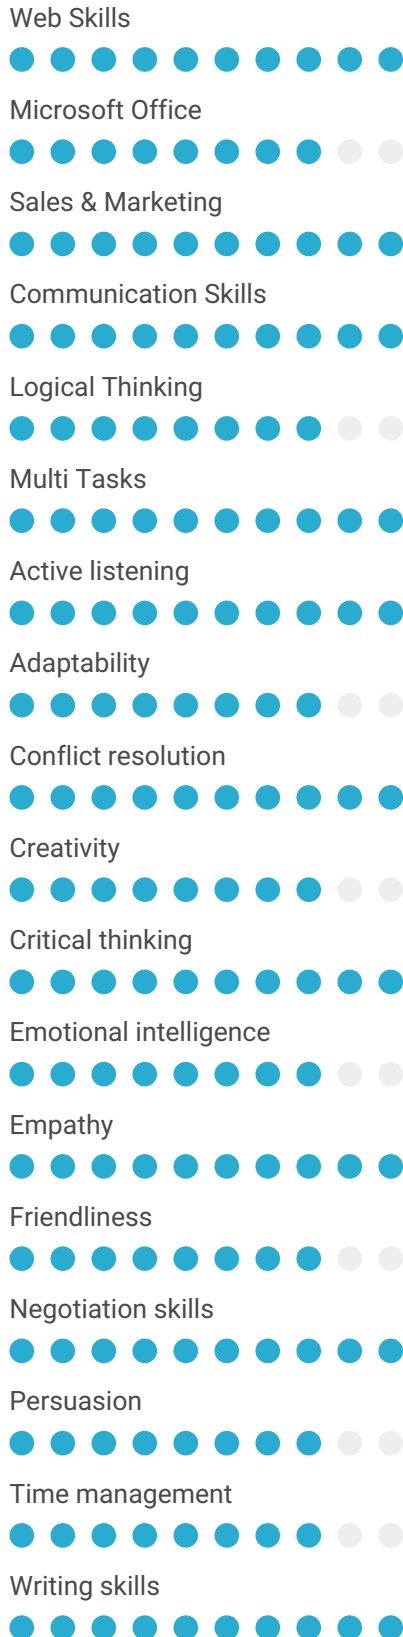 Web Skills
Microsoft Office
Sales & Marketing
Communication Skills
Logical Thinking
Multi Tasks
Active listening
Adaptability
Conflict resolution
Creativity
Critical thinking
Emotional intelligence
Empathy
Friendliness
Negotiation skills
Persuasion
Time management
Writing skills